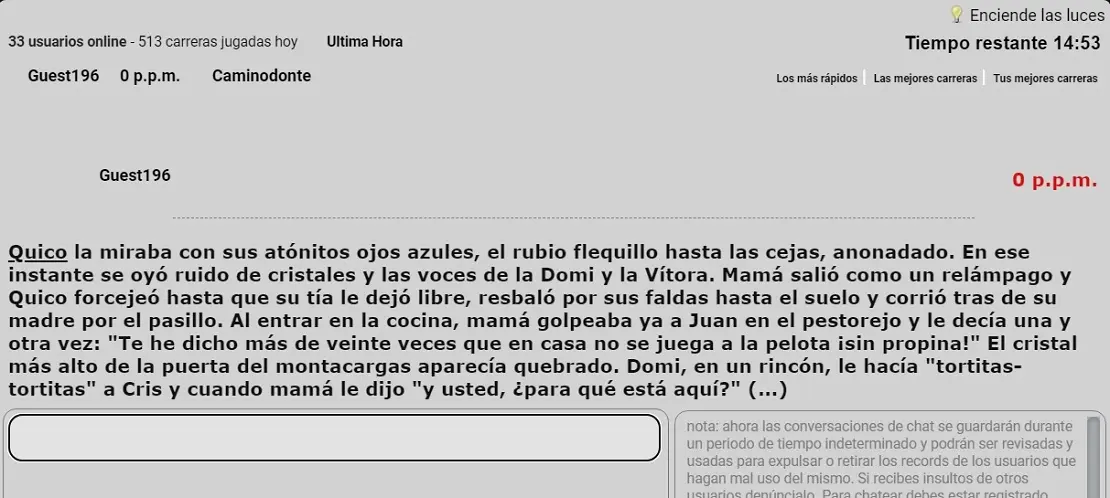 Enciende las luces
33 usuarios online - 513 carreras jugadas hoy Ultima Hora
Tiempo restante 14:53
Guest196 0 p.p.m. Caminodonte
Los más rápidos Las mejores carreras Tus mejores carreras
Guest196
0 p.p.m.
Quico la miraba con sus atónitos ojos azules, el rubio flequillo hasta las cejas, anonadado. En ese
instante se oyó ruido de cristales y las voces de la Domi y la Vítora. Mamá salió como un relámpago y
Quico forcejeó hasta que su tía le dejó libre, resbaló por sus faldas hasta el suelo y corrió tras de su
madre por el pasillo. Al entrar en la cocina, mamá golpeaba ya a Juan en el pestorejo y le decía una y
otra vez: "Te he dicho más de veinte veces que en casa no se juega a la pelota ¡sin propina!" El cristal
más alto de la puerta del montacargas aparecía quebrado. Domi, en un rincón, le hacía "tortitas-
tortitas" a Cris y cuando mamá le dijo "y usted, ¿para qué está aquí?" (...)
nota: ahora las conversaciones de chat se guardarán durante
un periodo de tiempo indeterminado y podrán ser revisadas y
usadas para expulsar o retirar los records de los usuarios que
hagan mal uso del mismo. Si recibes insultos de otros
usuarios denúncialo. Para chatear debes estar registrado